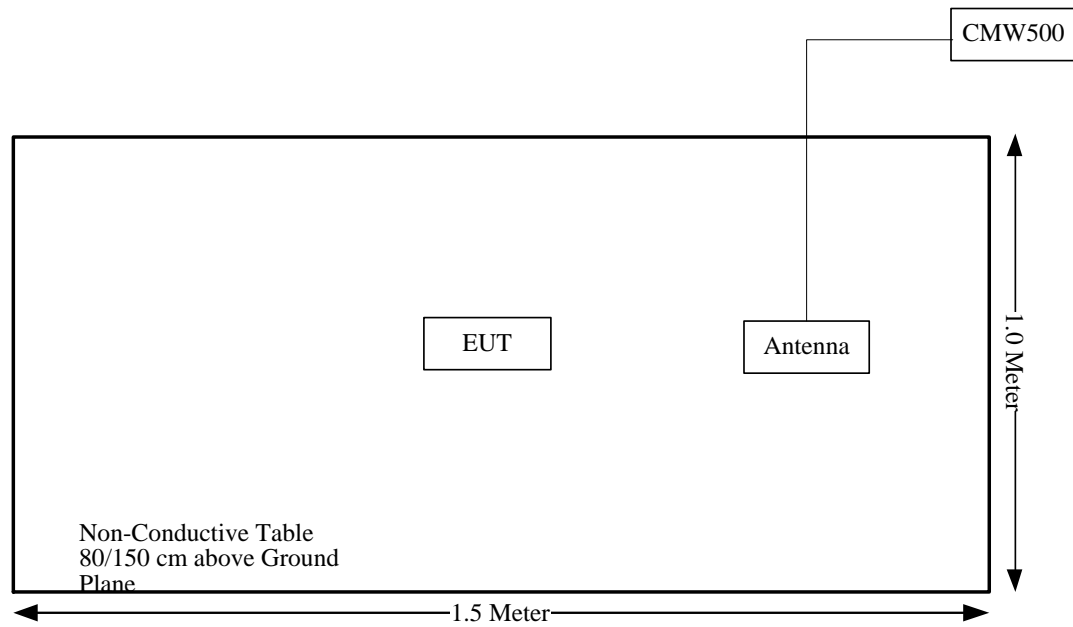 CMW500
EUT
Antenna
1.0 Meter
Non-Conductive Table
80/150 cm above Ground
Plane
1.5 Meter